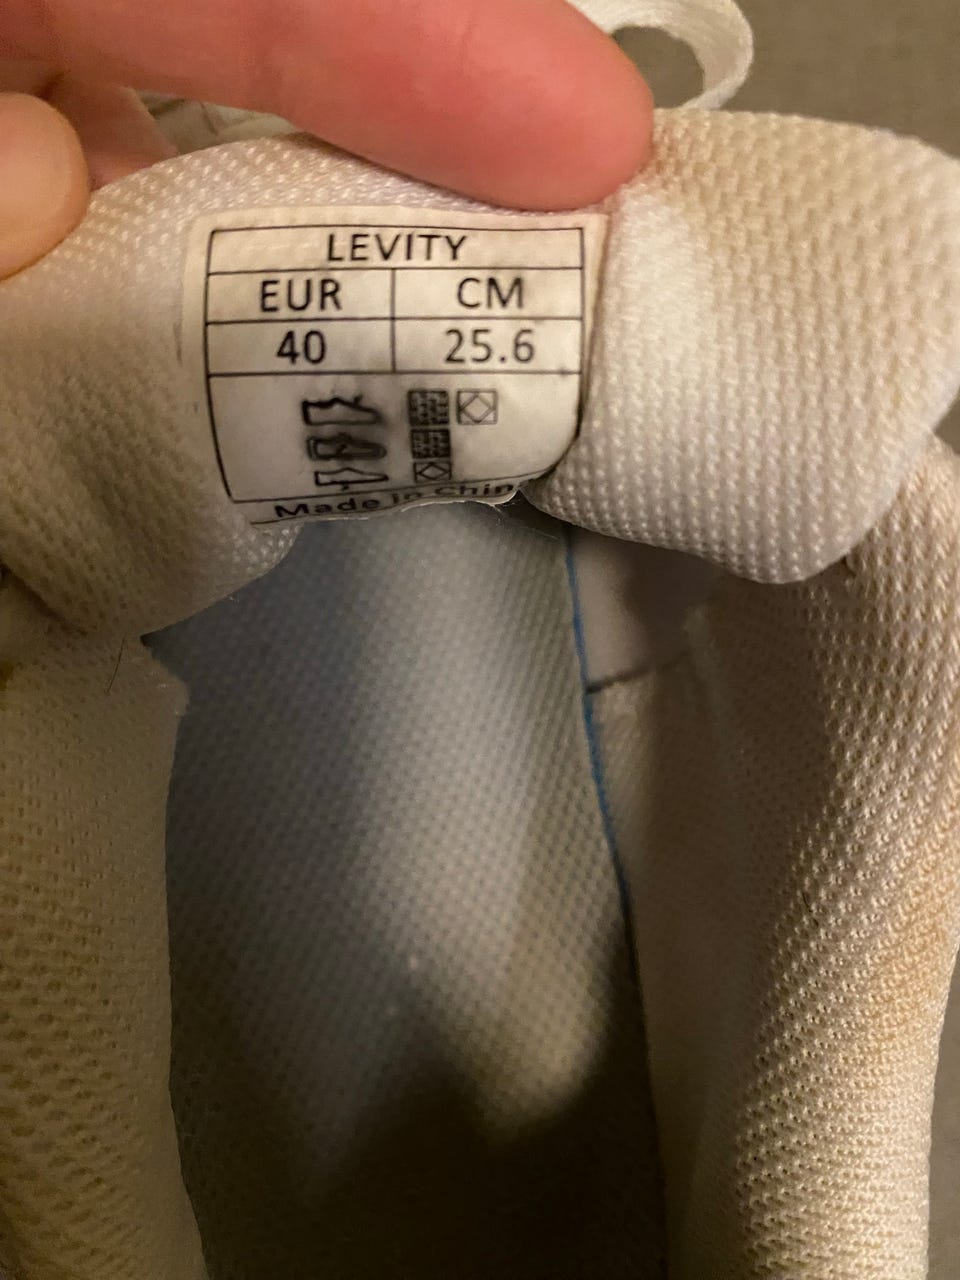 LEVITY
EUR CM
40 25.6
Made in China